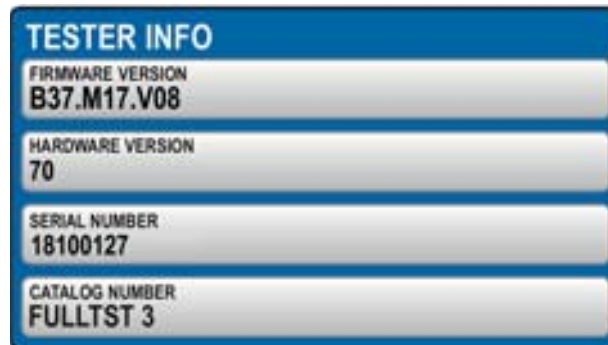 TESTER INFO
FIRMWARE VERSION
B37.M17.V08
HARDWARE VERSION
70
SERIAL NUMBER
18100127
CATALOG NUMBER
FULLTST 3